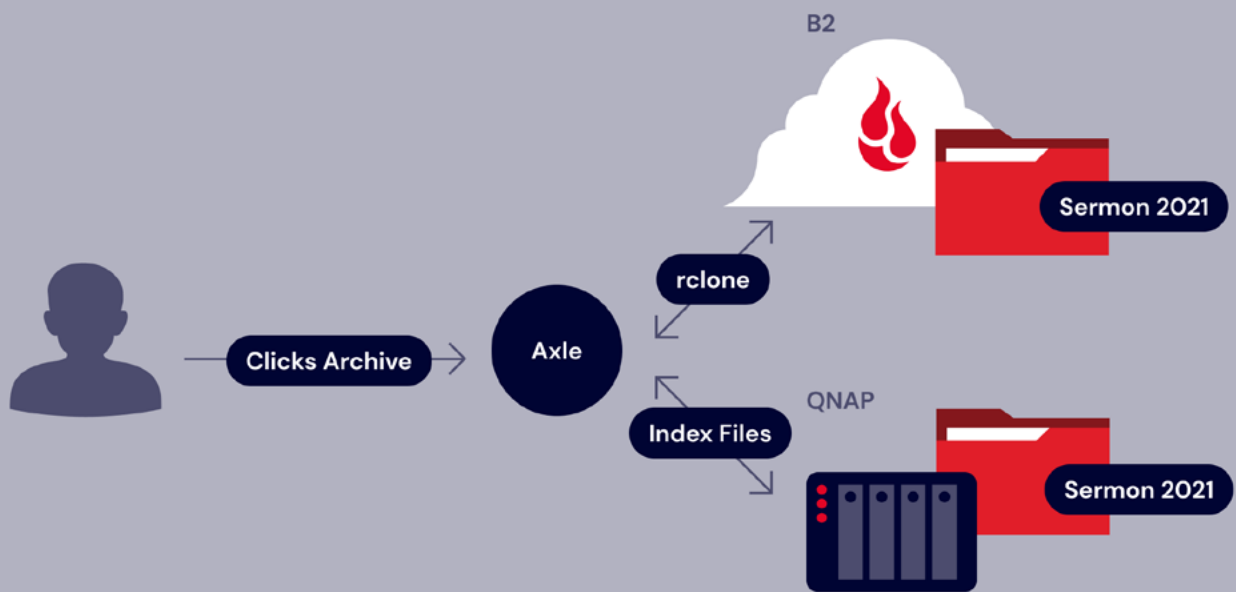 B2
Sermon 2021
rclone
Clicks Archive
Axle
QNAP
Index Files
Sermon 2021